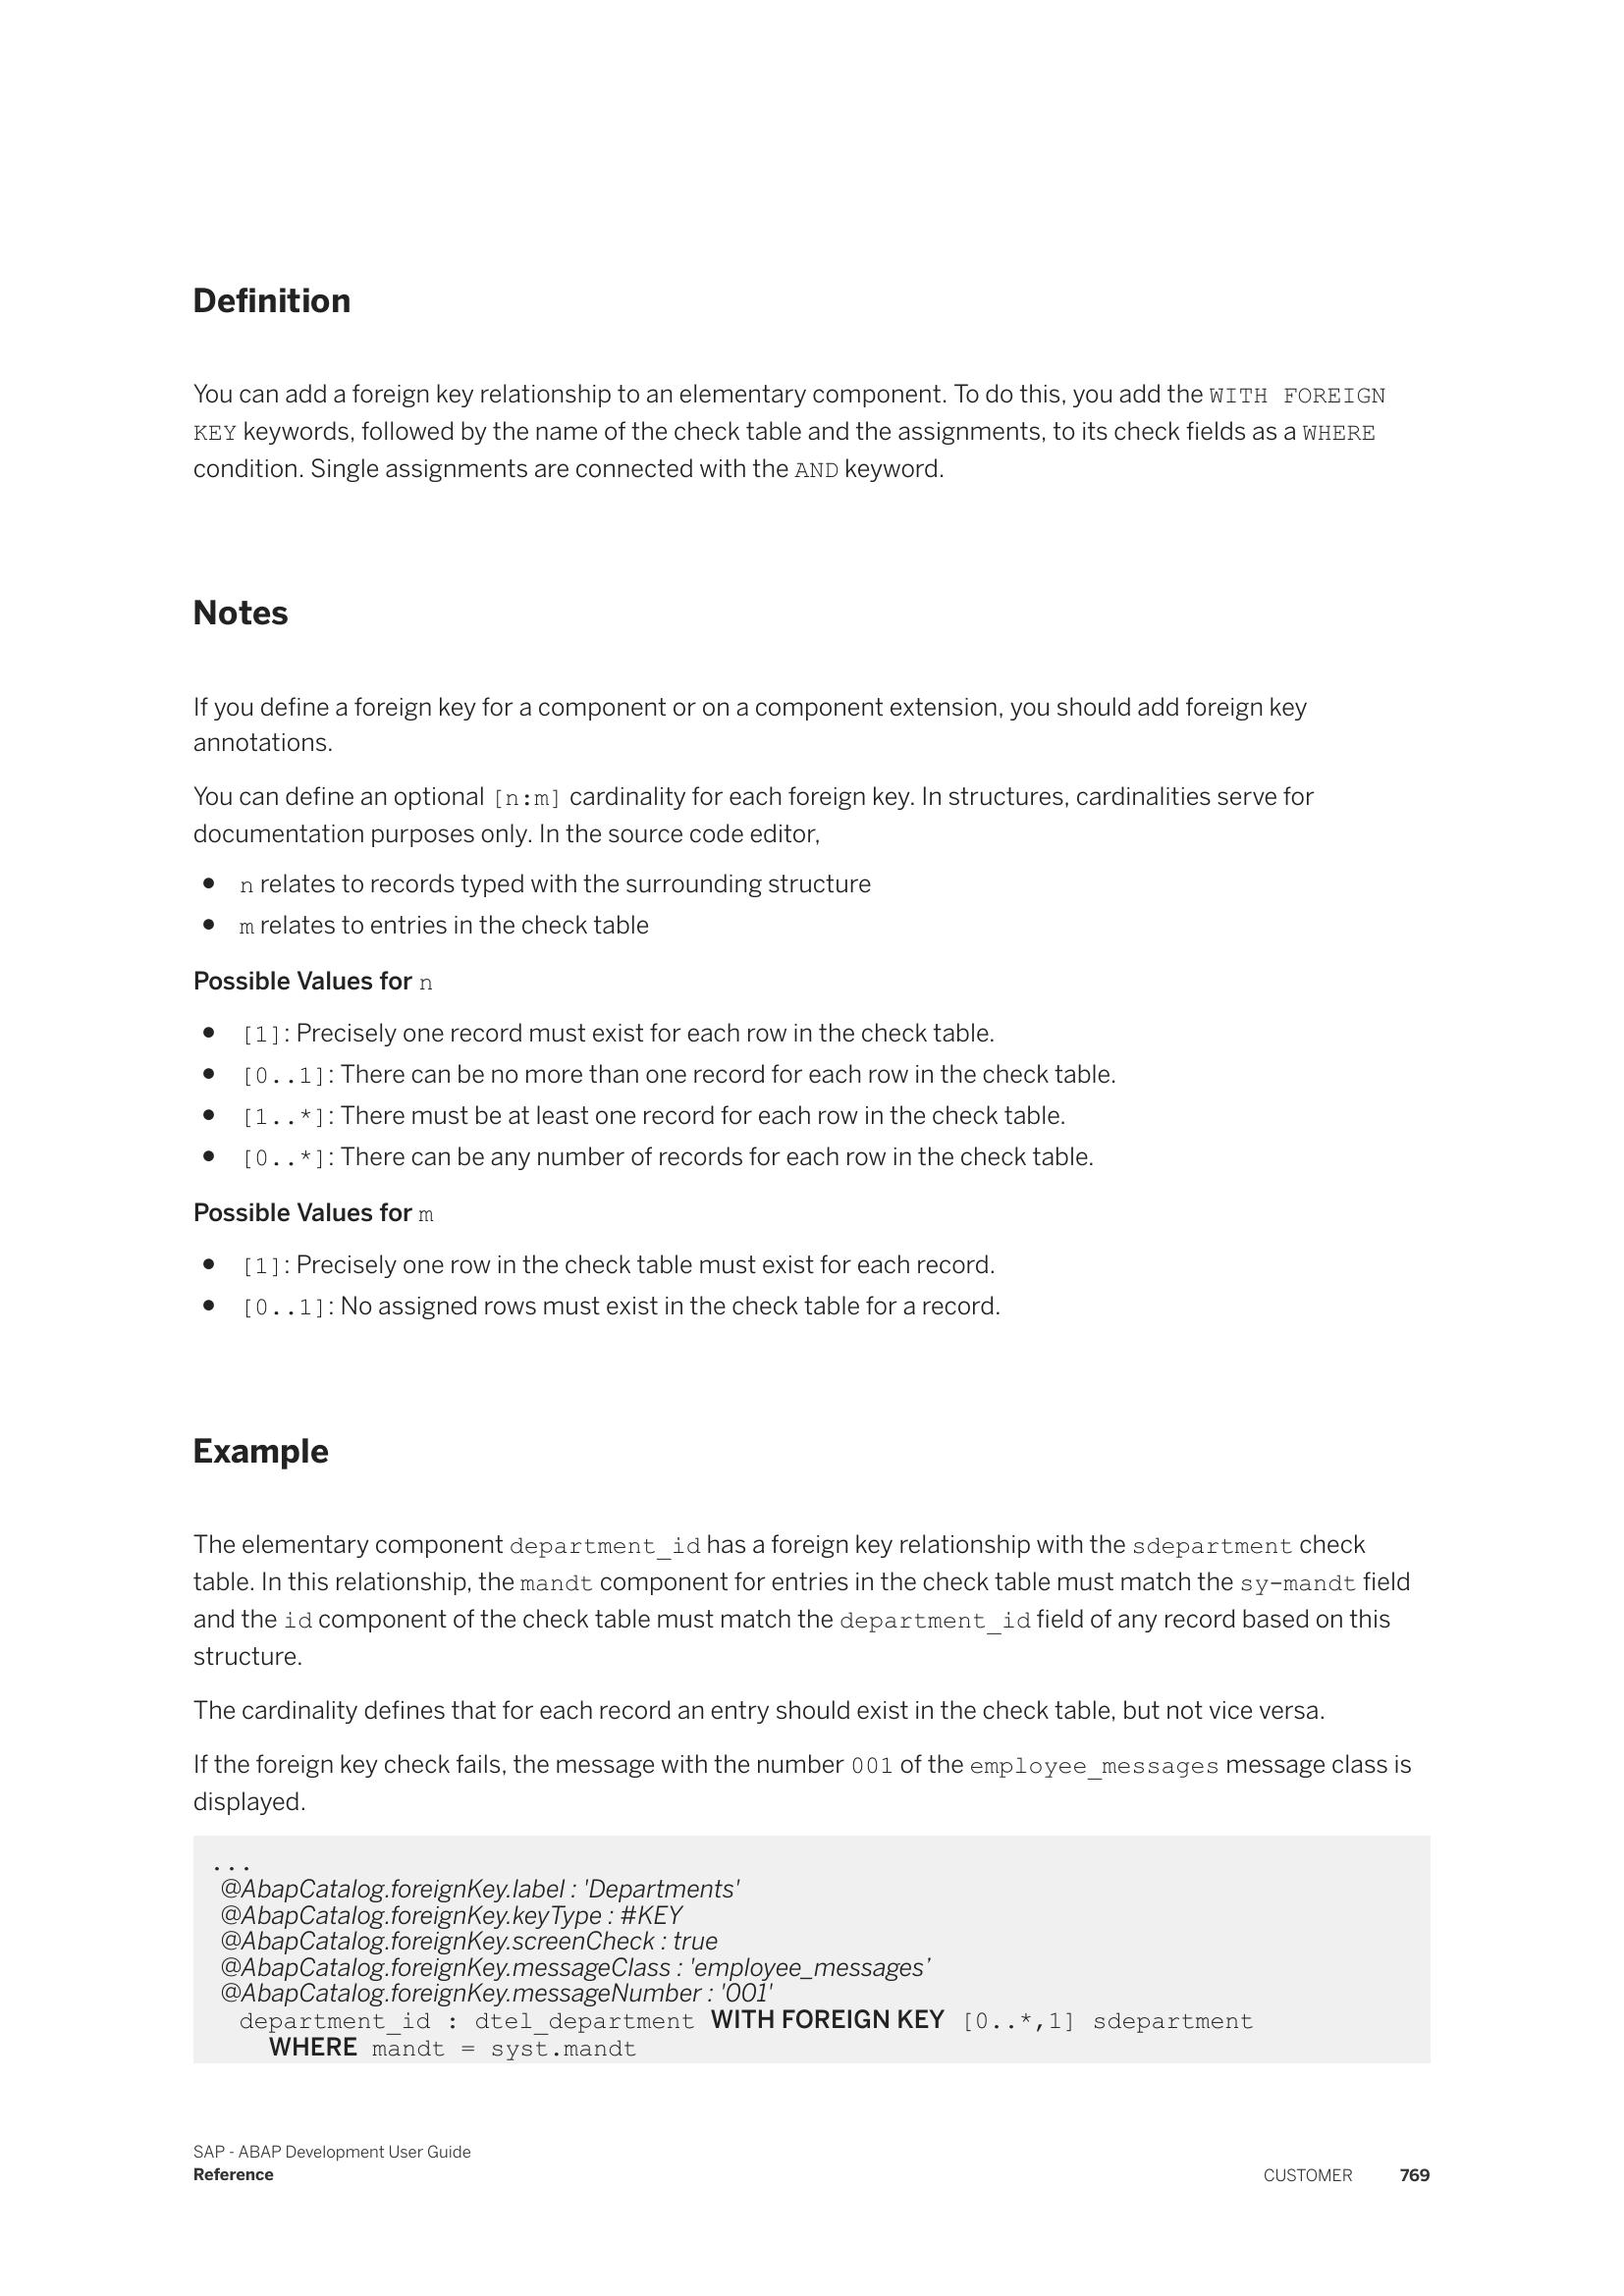 Definition
You can add a foreign key relationship to an elementary component. To do this, you add the WITH FOREIGN
KEY keywords, followed by the name of the check table and the assignments, to its check fields as a WHERE
condition. Single assignments are connected with the AND keyword.
Notes
If you define a foreign key for a component or on a component extension, you should add foreign key
annotations.
You can define an optional [n:m] cardinality for each foreign key. In structures, cardinalities serve for
documentation purposes only. In the source code editor,
● n relates to records typed with the surrounding structure
● m relates to entries in the check table
Possible Values for n
● [1]: Precisely one record must exist for each row in the check table.
● [0..1]: There can be no more than one record for each row in the check table.
● [1..*]: There must be at least one record for each row in the check table.
● [0..*]: There can be any number of records for each row in the check table.
Possible Values for m
● [1]: Precisely one row in the check table must exist for each record.
● [0..1]: No assigned rows must exist in the check table for a record.
Example
The elementary component department_id has a foreign key relationship with the sdepartment check
table. In this relationship, the mandt component for entries in the check table must match the sy-mandt field
and the id component of the check table must match the department_id field of any record based on this
structure.
The cardinality defines that for each record an entry should exist in the check table, but not vice versa.
If the foreign key check fails, the message with the number 001 of the employee_messages message class is
displayed.
...
@AbapCatalog.foreignKey.label : 'Departments'
@AbapCatalog.foreignKey.keyType : #KEY
@AbapCatalog.foreignKey.screenCheck : true
@AbapCatalog.foreignKey.messageClass : 'employee_messages’
@AbapCatalog.foreignKey.messageNumber : '001'
department_id : dtel_department WITH FOREIGN KEY [0..*,1] sdepartment
WHERE mandt = syst.mandt
SAP - ABAP Development User Guide
Reference
CUSTOMER 769